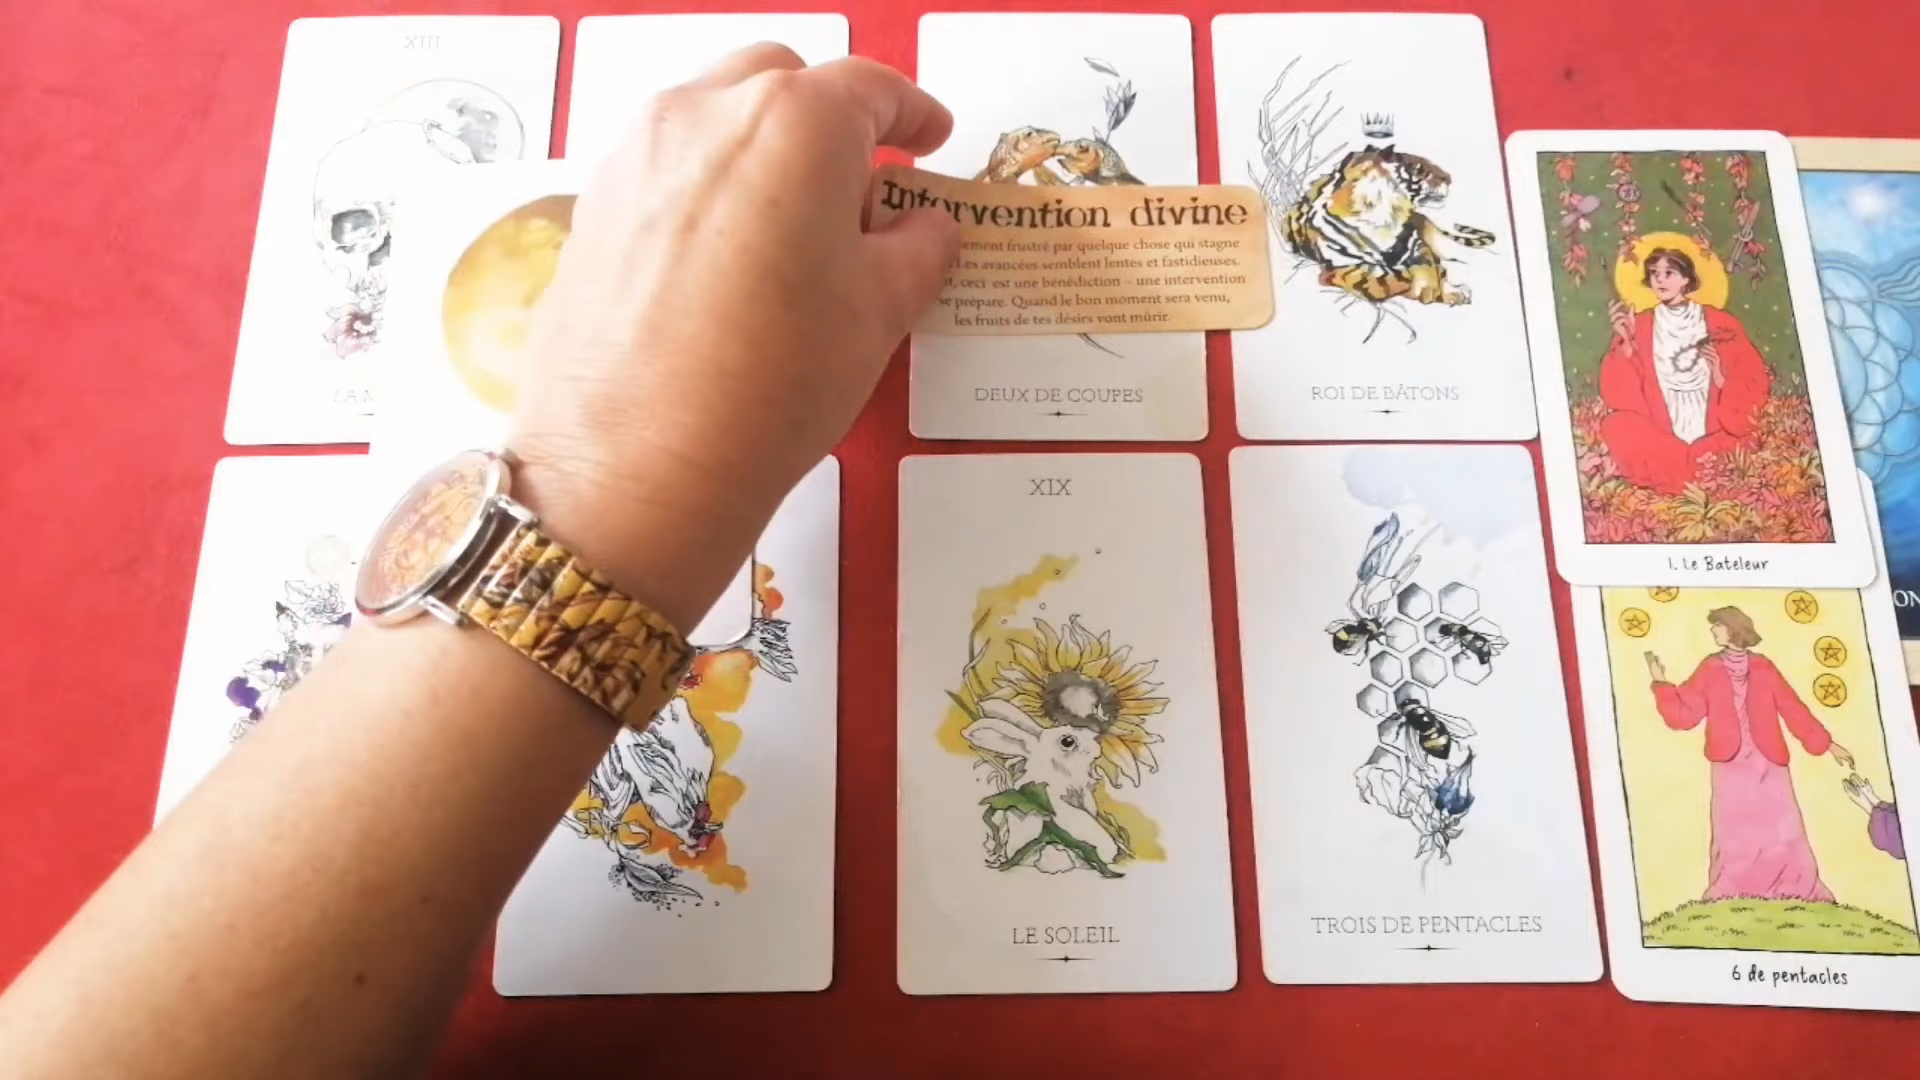 XIII
LA
Intervention divine
frustré par quelque chose qui stagne
Les avancées semblent lentes et fastidieuses.
ceci est une bénédiction – une intervention
se prépare. Quand le bon moment sera venu,
les fruits de tes désirs vont mûrir.
DEUX DE COUPES
ROI DE BÂTONS
XIX
LE SOLEIL
TROIS DE PENTACLES
1. Le Bateleur
6 de pentacles